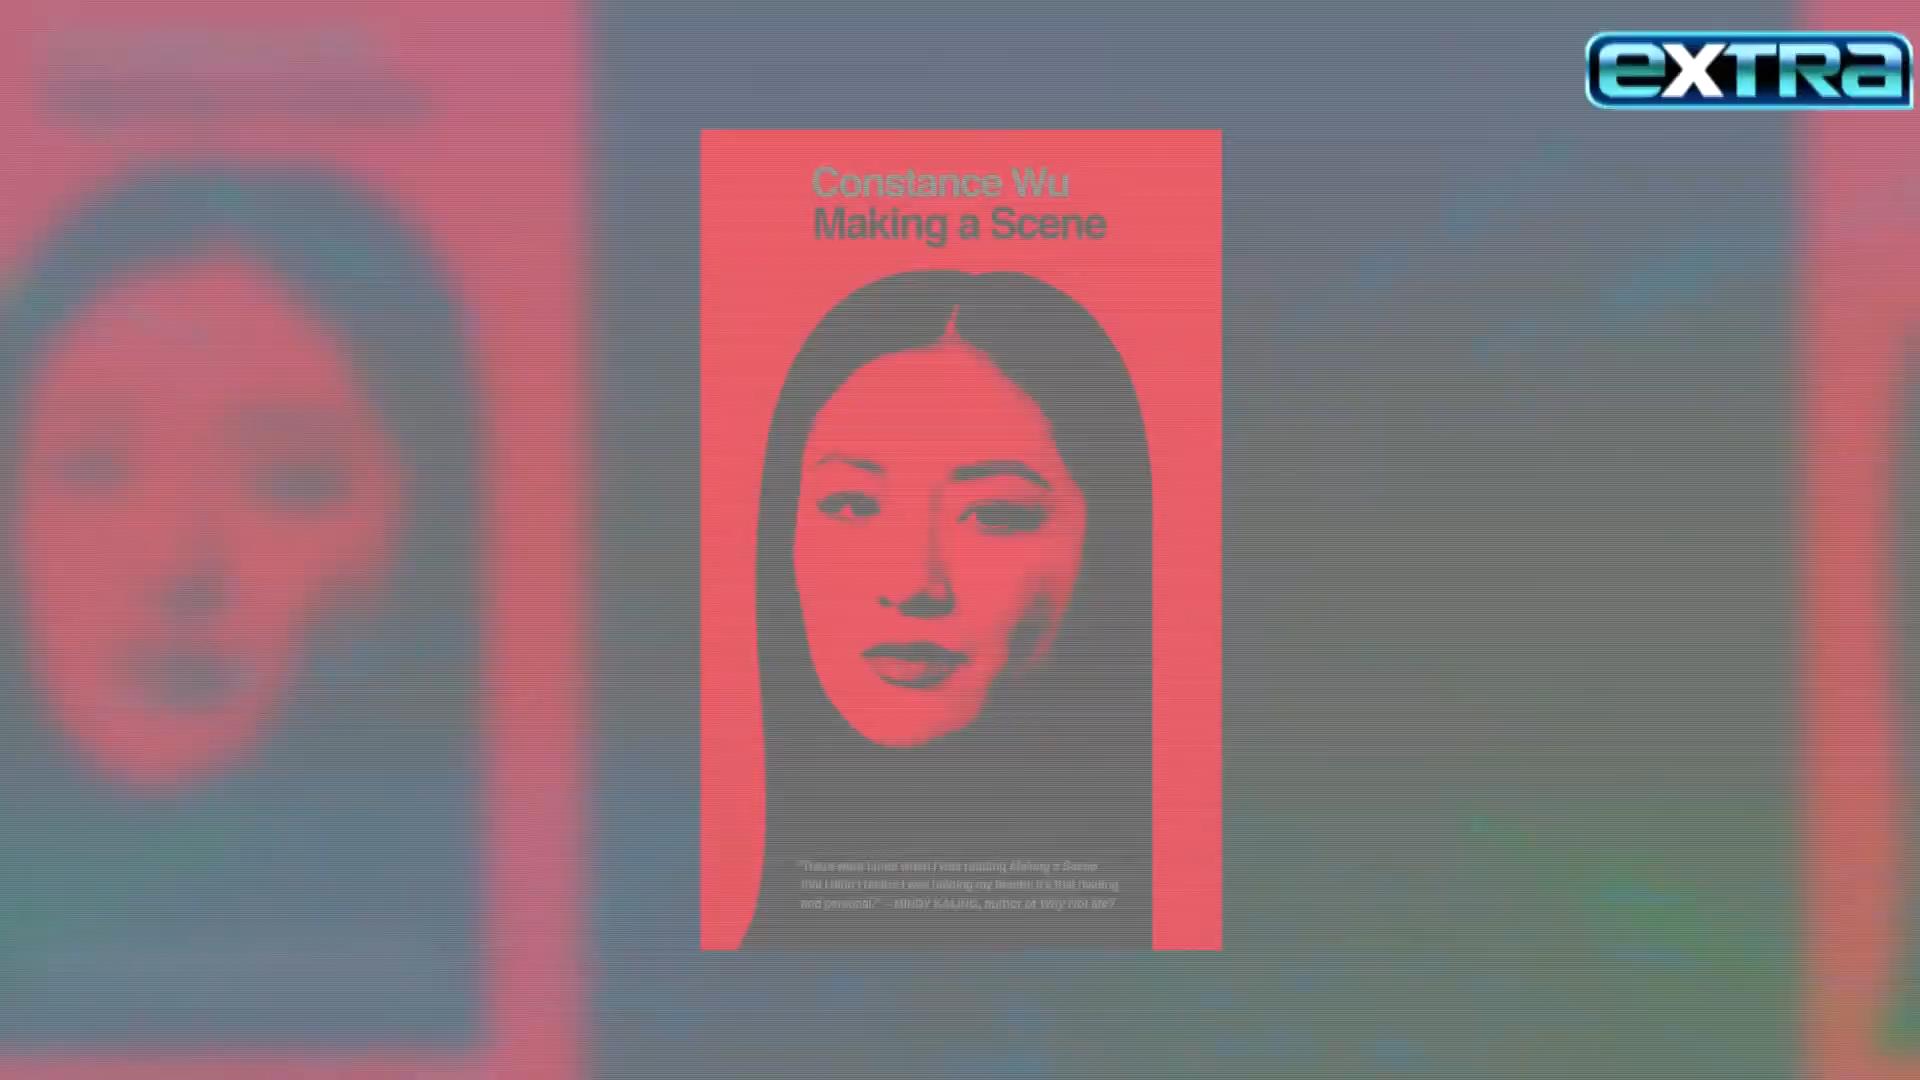 eXTRa
Constance Wu
Making a Scene
"There were times when I was reading Making a Scene
that I didn't realize I was holding my breath: it's that riveting
and personal." —MINDY KALING, author of Why Not Me?